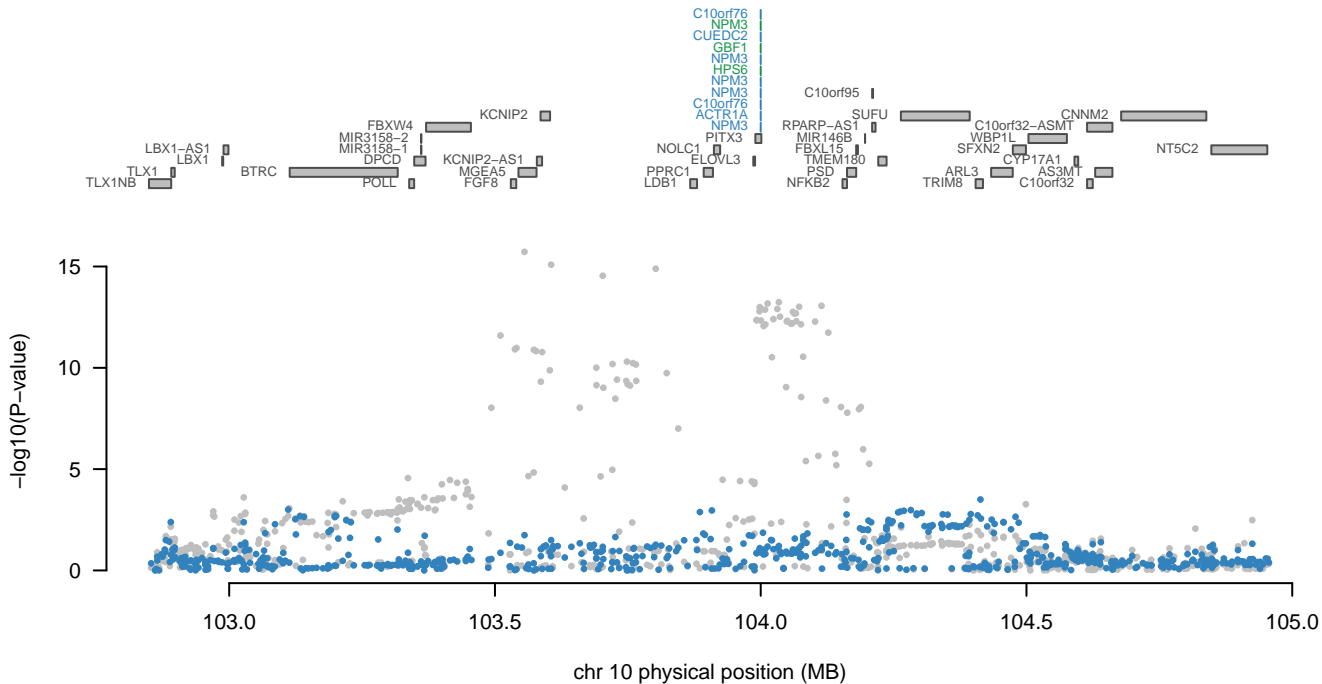 C10orf76
NPM3
CUEDC2
GBF1
NPM3
HPS6
NPM3
NPM3 C10orf95
C10orf76
KCNIP2 ACTR1A SUFU CNNM2
FBXW4 NPM3 RPARP−AS1 C10orf32−ASMT
MIR3158−2 PITX3 MIR146B WBP1L
LBX1−AS1 MIR3158−1 NOLC1 FBXL15 SFXN2 NT5C2
LBX1 DPCD KCNIP2−AS1 ELOVL3 TMEM180 CYP17A1
TLX1 BTRC MGEA5 PPRC1 PSD ARL3 AS3MT
TLX1NB POLL FGF8 LDB1 NFKB2 TRIM8 C10orf32
15
10
5
0
−log10(P−value)
103.0 103.5 104.0 104.5 105.0
chr 10 physical position (MB)